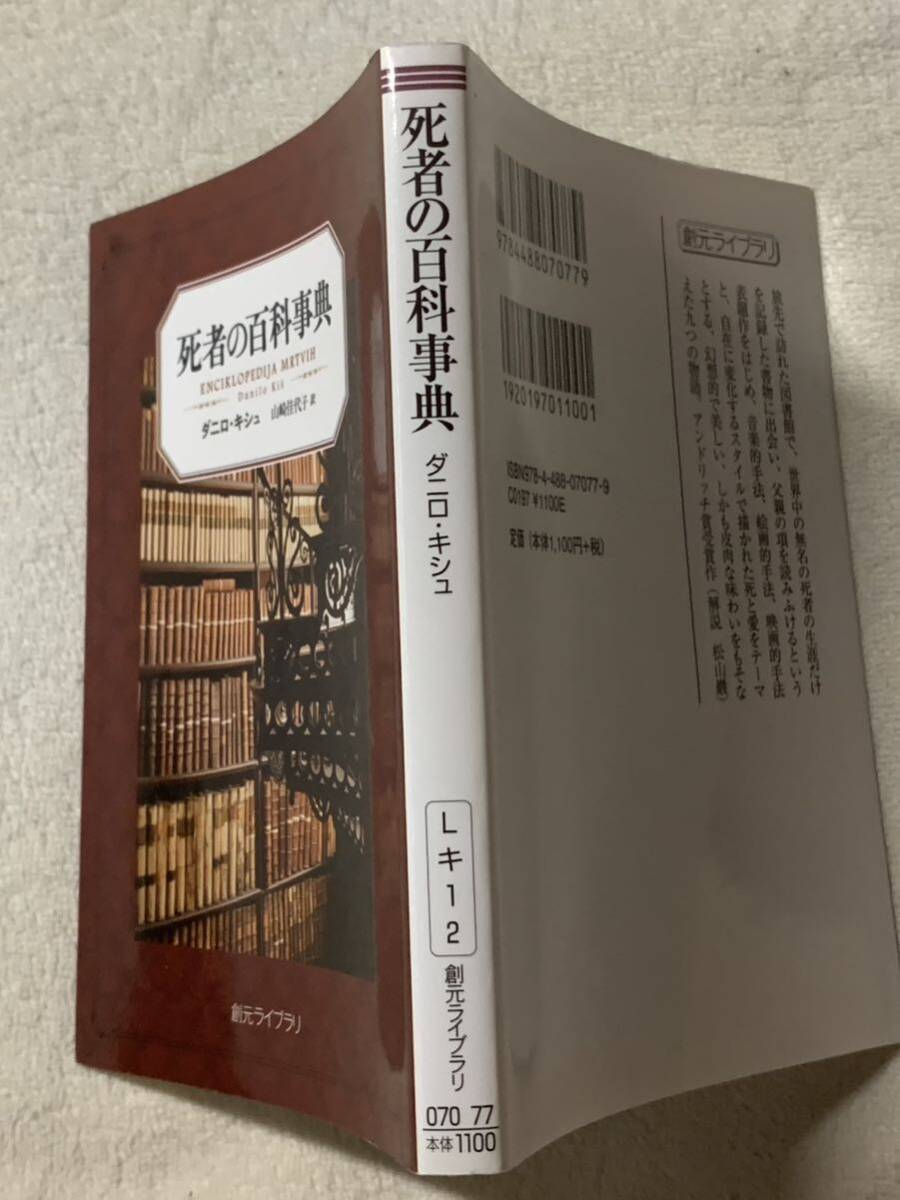 死者の百科事典
ENCIKLOPEDIJA MRTVIH
Danilo Kiš
ダニロ・キシュ 山崎佳代子 訳
創元ライブラリ
死者の百科事典
ダニロ・キシュ
Lキ12
創元ライブラリ
070 77
本体1100
9784488070779
1920197011001
ISBN978-4-488-07077-9
C0197 ¥1100E
定価(本体1,100円+税)
創元ライブラリ
旅先で訪れた図書館で、世界中の無名の死者の生涯だけ
を記録した書物に出会い、父親の項を読みふけるという
表題作をはじめ、音楽的手法、絵画的手法、映画的手法
と、自在に変化するスタイルで描かれた死と愛をテーマ
とする、幻想的で美しい、しかも皮肉な味わいをもそな
えた九つの物語。アンドリッチ賞受賞作(解説 松山巖)